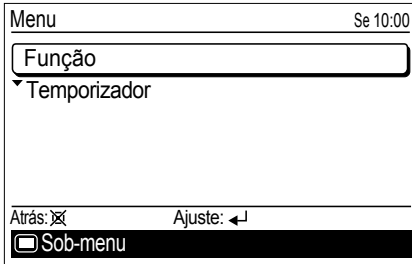 Menu Se 10:00
Função
Temporizador
Atrás: Ajuste:
Sob-menu